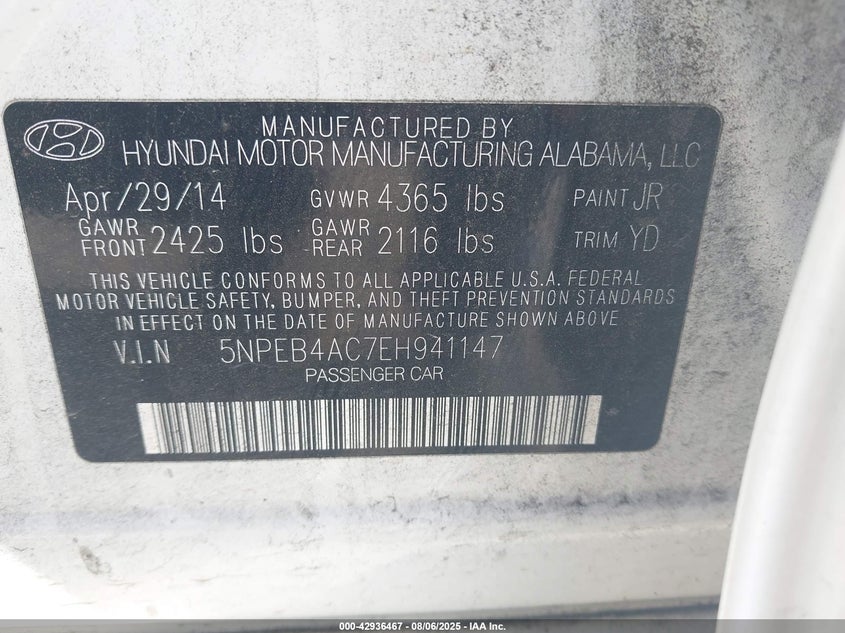 MANUFACTURED BY
HYUNDAI MOTOR MANUFACTURING ALABAMA, LLC
Apr/29/14 GVWR 4365 lbs PAINT JR
GAWR FRONT 2425 lbs GAWR REAR 2116 lbs TRIM YD
THIS VEHICLE CONFORMS TO ALL APPLICABLE U.S.A. FEDERAL
MOTOR VEHICLE SAFETY, BUMPER, AND THEFT PREVENTION STANDARDS
IN EFFECT ON THE DATE OF MANUFACTURE SHOWN ABOVE.
V.I.N 5NPEB4AC7EH941147
PASSENGER CAR
000-42936467 - 08/06/2025 - IAA Inc.